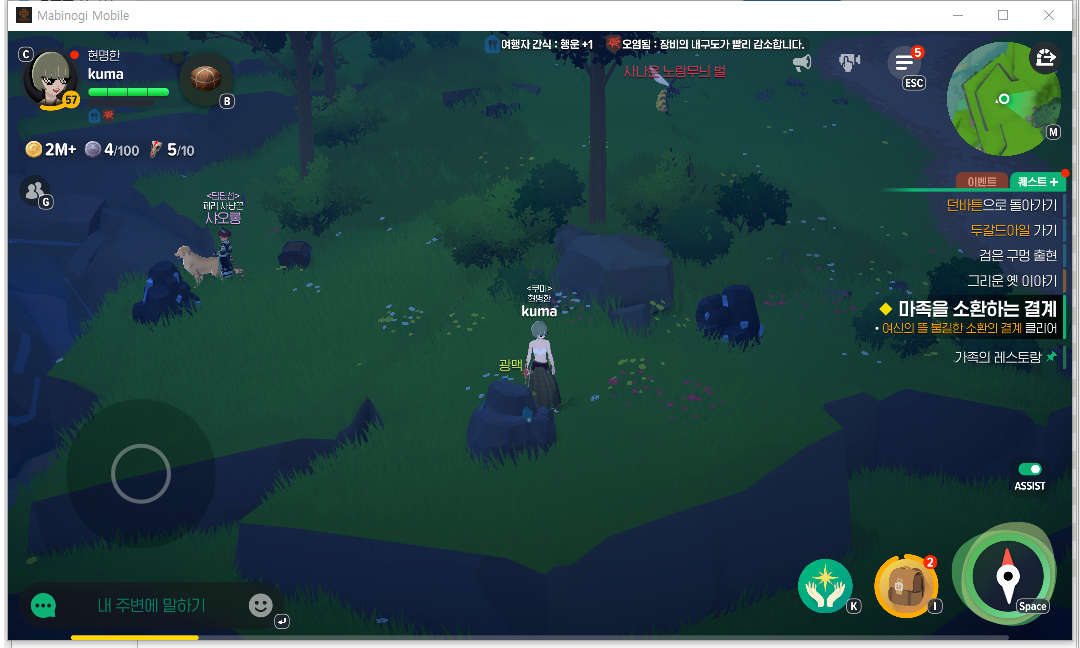 Mabinogi Mobile
C
현명한
kuma
57
B
여행자 간식 : 행운 +1
오염됨 : 장비의 내구도가 빨리 감소합니다.
사나운 노랑무늬 벌
5
ESC
M
2M+
4/100
5/10
G
이벤트
퀘스트 +
던바튼으로 돌아가기
두갈드아일 가기
검은 구멍 출현
그리운 옛 이야기
마족을 소환하는 결계
• 여신의 뜰 불길한 소환의 결계 클리어
가족의 레스토랑
샤오롱
현명한
kuma
광맥
ASSIST
내 주변에 말하기
K
2
I
Space